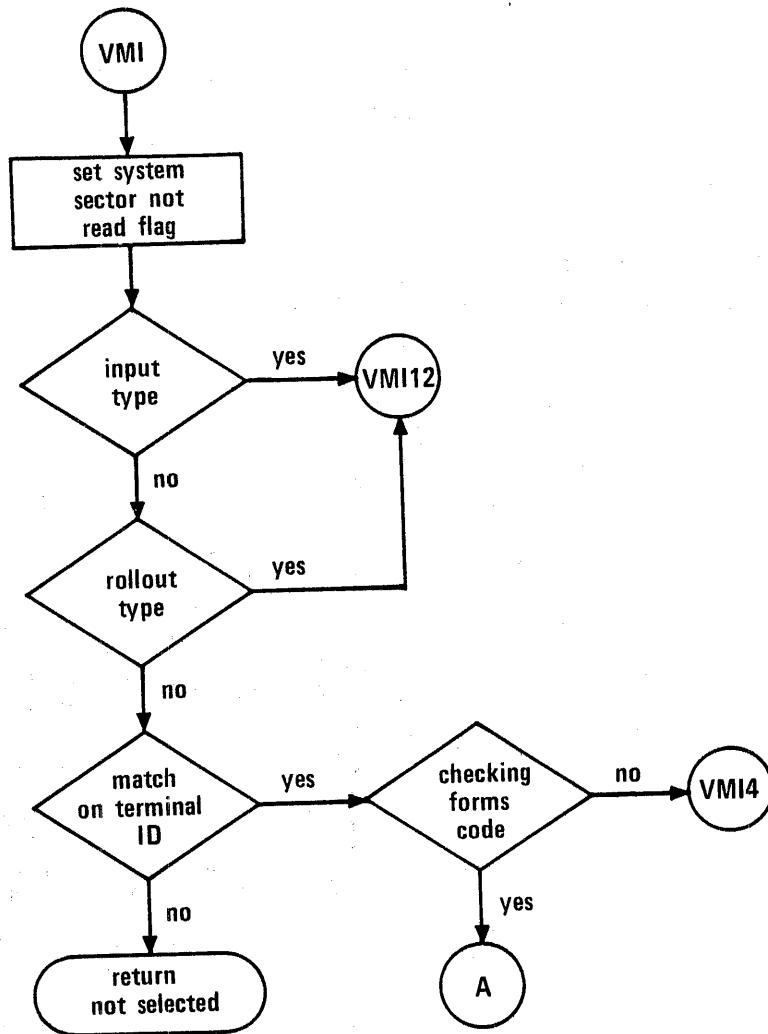 VMI
set system
sector not
read flag
input
type
yes
VMI12
no
rollout
type
yes
no
match
on terminal
ID
yes
checking
forms
code
no
VMI4
no
yes
return
not selected
A